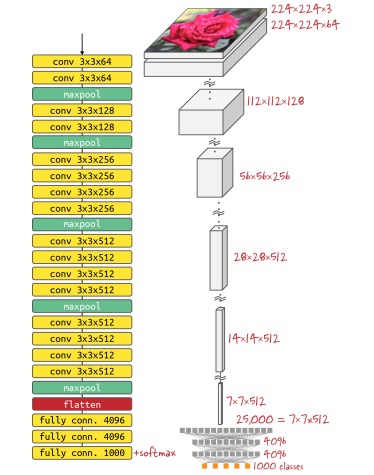 224×224×3
224×224×64
conv 3x3x64
conv 3x3x64
maxpool
conv 3x3x128
conv 3x3x128
maxpool
conv 3x3x256
conv 3x3x256
conv 3x3x256
conv 3x3x256
maxpool
conv 3x3x512
conv 3x3x512
conv 3x3x512
conv 3x3x512
maxpool
conv 3x3x512
conv 3x3x512
conv 3x3x512
conv 3x3x512
maxpool
flatten
fully conn. 4096
fully conn. 4096
fully conn. 1000 +softmax
112×112×128
56×56×256
28×28×512
14×14×512
7×7×512
25,000 = 7×7×512
4096
4096
1000 classes